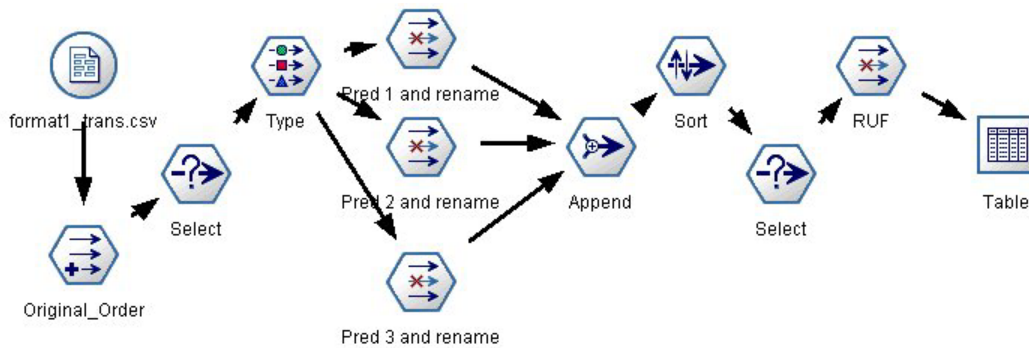 format1_trans.csv
Original_Order
Select
Type
Pred 1 and rename
Pred 2 and rename
Pred 3 and rename
Append
Sort
Select
RUF
Table